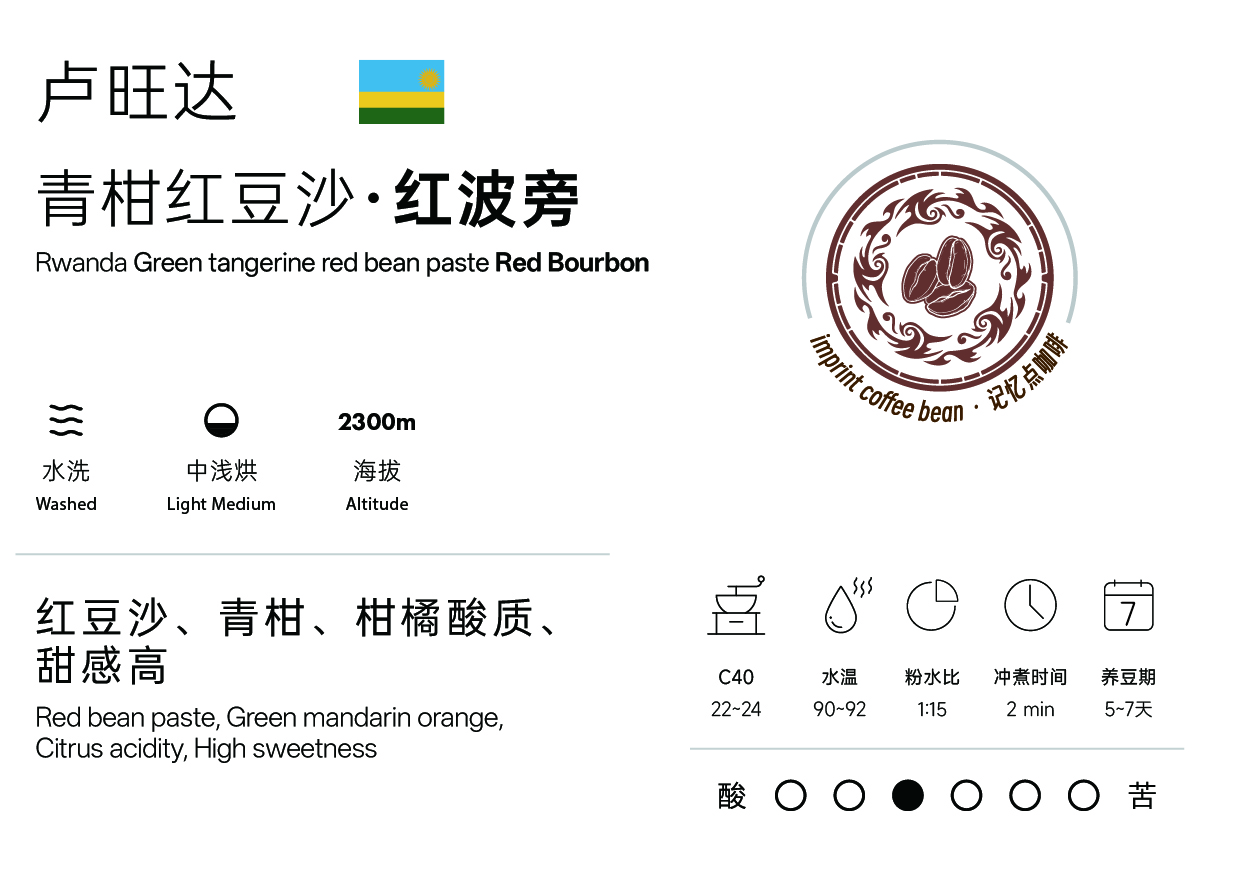 卢旺达
青柑红豆沙·红波旁
Rwanda Green tangerine red bean paste Red Bourbon
imprint coffee bean · 记忆点咖啡
2300m
水洗 中浅烘 海拔
Washed Light Medium Altitude
红豆沙、青柑、柑橘酸质、
甜感高
Red bean paste, Green mandarin orange,
Citrus acidity, High sweetness
7
C40 水温 粉水比 冲煮时间 养豆期
22~24 90~92 1:15 2 min 5~7天
酸 苦